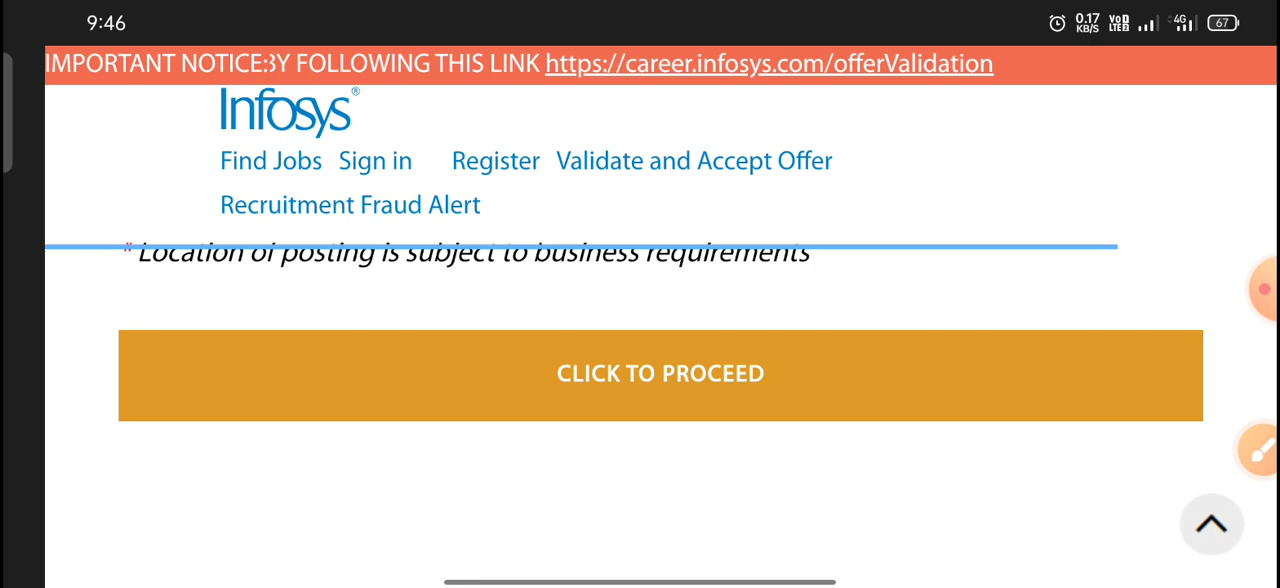 9:46 0.17 KB/S VoD LTE 4G 67
IMPORTANT NOTICE:BY FOLLOWING THIS LINK https://career.infosys.com/offerValidation
Infosys®
Find Jobs Sign in Register Validate and Accept Offer
Recruitment Fraud Alert
* Location of posting is subject to business requirements
CLICK TO PROCEED